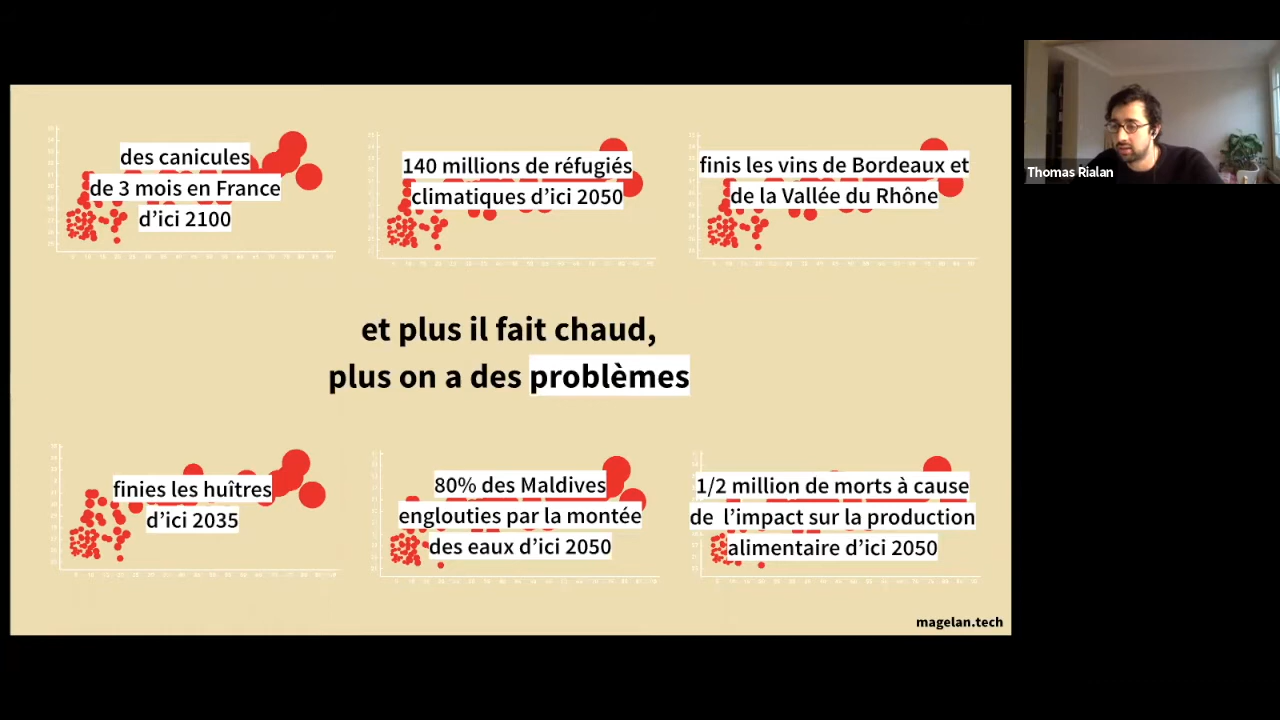 des canicules
de 3 mois en France
d'ici 2100
140 millions de réfugiés
climatiques d'ici 2050
finis les vins de Bordeaux et
de la Vallée du Rhône
Thomas Rialan
et plus il fait chaud,
plus on a des problèmes
finies les huîtres
d'ici 2035
80% des Maldives
englouties par la montée
des eaux d'ici 2050
1/2 million de morts à cause
de l'impact sur la production
alimentaire d'ici 2050
magelan.tech